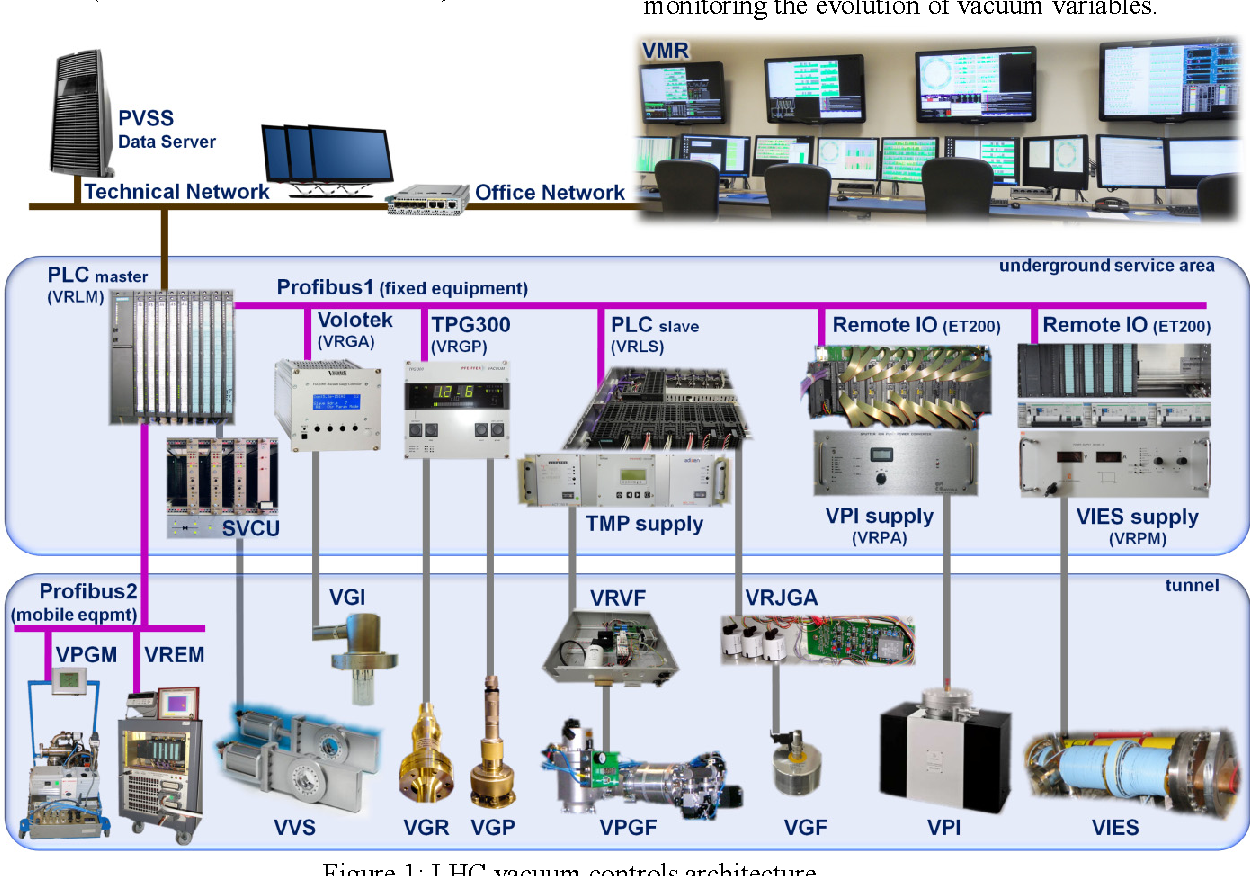 monitoring the evolution of vacuum variables.
VMR
PVSS
Data Server
Technical Network
Office Network
underground service area
PLC master
(VRLM)
Profibus1 (fixed equipment)
Volotek
(VRGA)
TPG300
(VRGP)
PLC slave
(VRLS)
Remote IO (ET200)
Remote IO (ET200)
SVCU
TMP supply
VPI supply
(VRPA)
VIES supply
(VRPM)
tunnel
Profibus2
(mobile eqpmt)
VPGM
VREM
VGI
VRVF
VRJGA
VVS
VGR
VGP
VPGF
VGF
VPI
VIES
Figure 1: LHC vacuum controls architecture